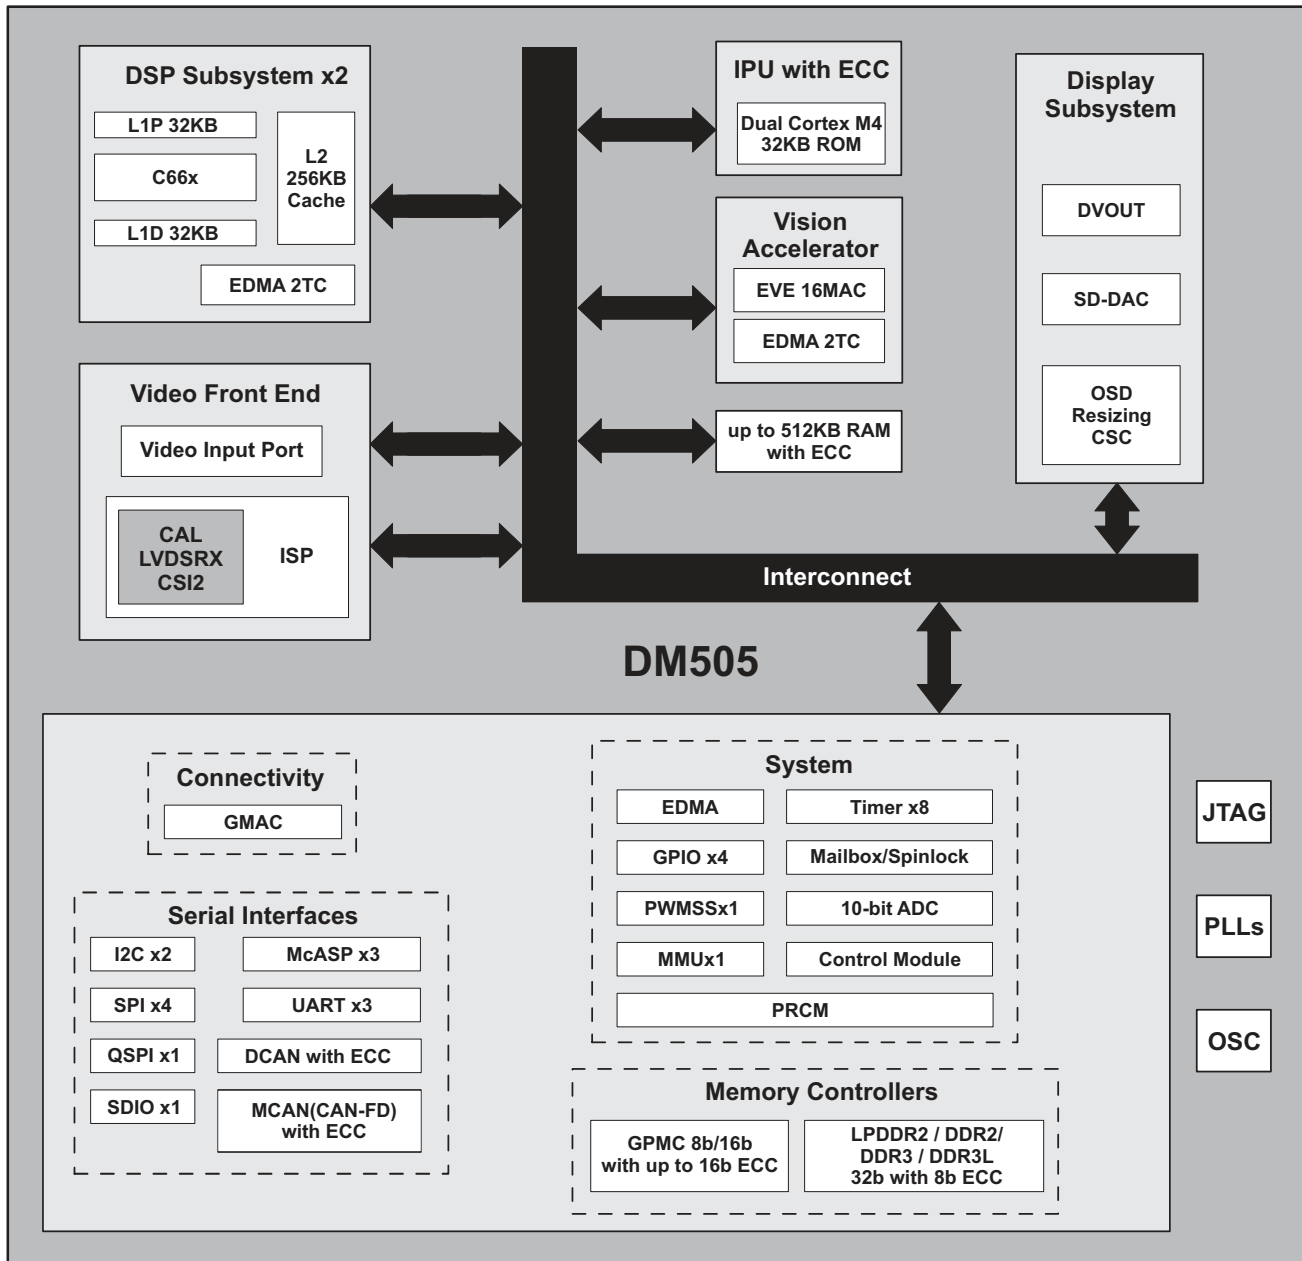 DSP Subsystem x2
L1P 32KB
C66x
L1D 32KB
L2
256KB
Cache
EDMA 2TC
Video Front End
Video Input Port
CAL
LVDSRX
CSI2
ISP
IPU with ECC
Dual Cortex M4
32KB ROM
Vision
Accelerator
EVE 16MAC
EDMA 2TC
up to 512KB RAM
with ECC
Display
Subsystem
DVOUT
SD-DAC
OSD
Resizing
CSC
Interconnect
DM505
Connectivity
GMAC
Serial Interfaces
I2C x2
McASP x3
SPI x4
UART x3
QSPI x1
DCAN with ECC
SDIO x1
MCAN(CAN-FD)
with ECC
System
EDMA
Timer x8
GPIO x4
Mailbox/Spinlock
PWMSSx1
10-bit ADC
MMUx1
Control Module
PRCM
Memory Controllers
GPMC 8b/16b
with up to 16b ECC
LPDDR2 / DDR2/
DDR3 / DDR3L
32b with 8b ECC
JTAG
PLLs
OSC